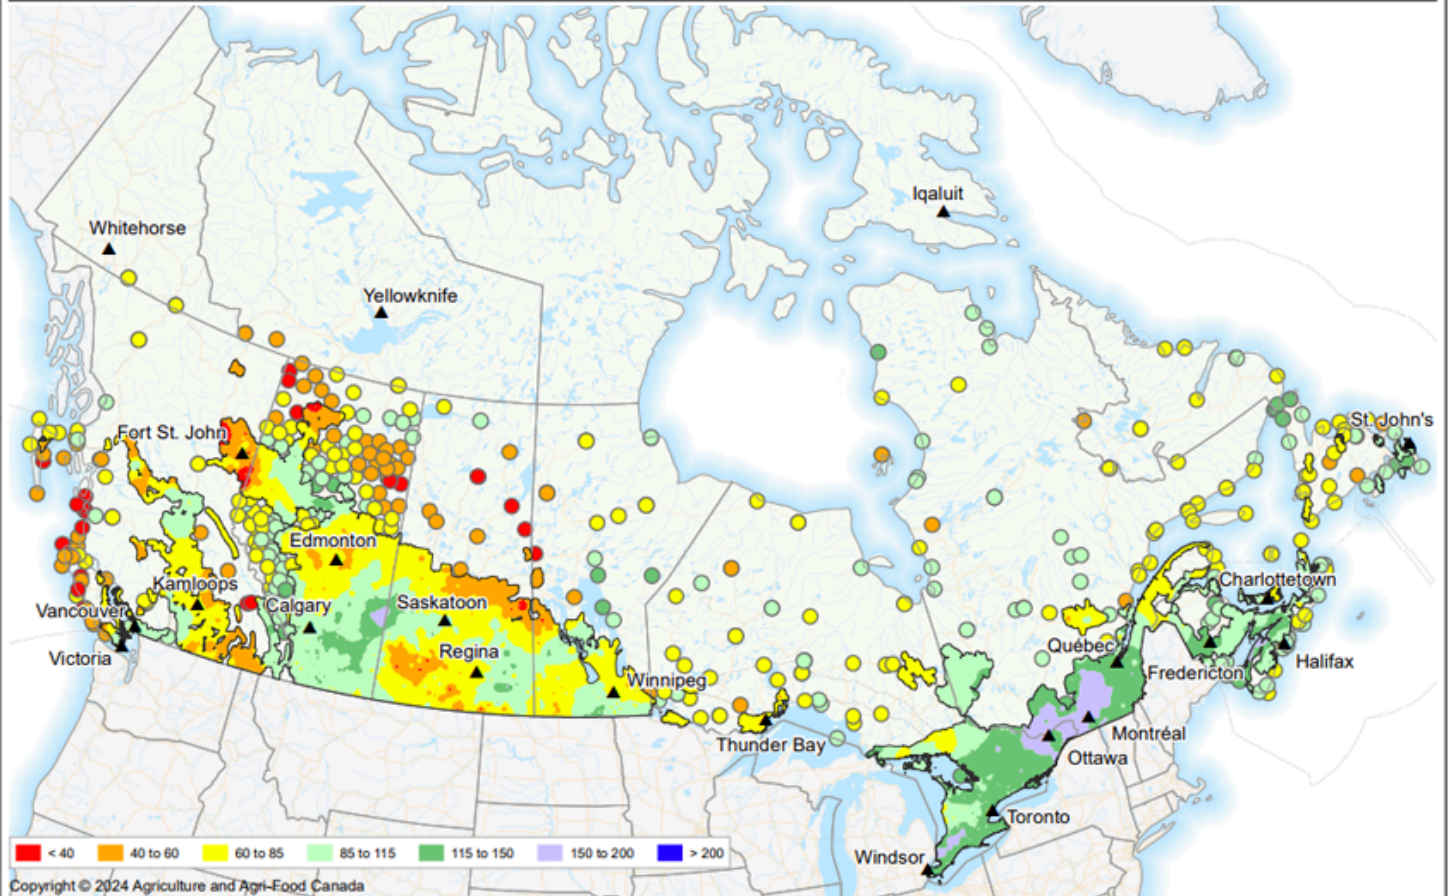 Iqaluit
Whitehorse
Yellowknife
St. John's
Fort St. John
Edmonton
Charlottetown
Kamloops
Saskatoon
Calgary
Vancouver
Québec
Regina
Victoria
Halifax
Fredericton
Winnipeg
Montréal
Thunder Bay
Ottawa
Toronto
Windsor
< 40 40 to 60 60 to 85 85 to 115 115 to 150 150 to 200 > 200
Copyright © 2024 Agriculture and Agri-Food Canada